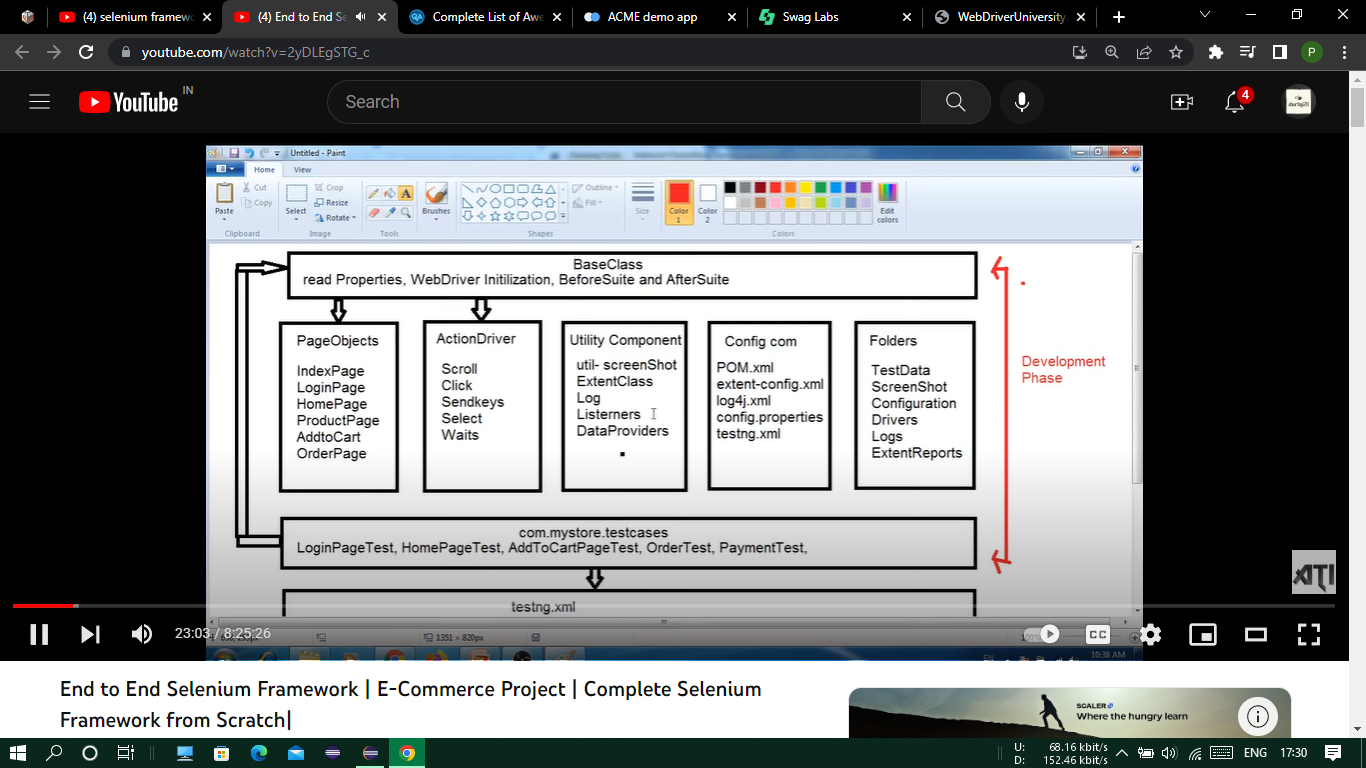 (4) selenium framew
(4) End to End Se
Complete List of Awe
ACME demo app
Swag Labs
WebDriverUniversity.
youtube.com/watch?v=2yDLEgSTG_c
P
YouTube IN
Search
4
Untitled - Paint
Home View
Paste
Cut
Copy
Clipboard
Select
Crop
Resize
Rotate
Image
A
Tools
Brushes
Outline
Fill
Shapes
Size
Color 1
Color 2
Edit colors
Colors
BaseClass
read Properties, WebDriver Initilization, BeforeSuite and AfterSuite
PageObjects
IndexPage
LoginPage
HomePage
ProductPage
AddtoCart
OrderPage
ActionDriver
Scroll
Click
Sendkeys
Select
Waits
Utility Component
util- screenShot
ExtentClass
Log
Listerners
DataProviders
Config com
POM.xml
extent-config.xml
log4j.xml
config.properties
testng.xml
Folders
TestData
ScreenShot
Configuration
Drivers
Logs
ExtentReports
Development
Phase
com.mystore.testcases
LoginPageTest, HomePageTest, AddToCartPageTest, OrderTest, PaymentTest,
testng.xml
ATI
23:03 / 8:25:26
1351 × 820px
CC
EN
10:38 AM
End to End Selenium Framework | E-Commerce Project | Complete Selenium
Framework from Scratch|
SCALER
Where the hungry learn
U: 68.16 kbit/s
D: 152.46 kbit/s
ENG
17:30